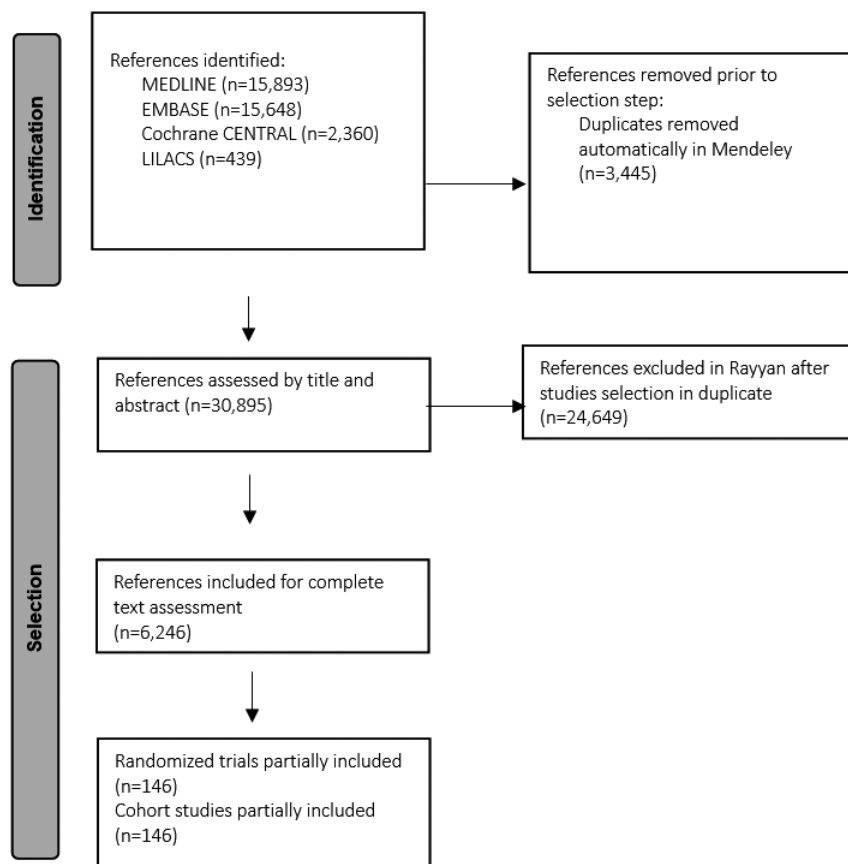 Identification
References identified:
MEDLINE (n=15,893)
EMBASE (n=15,648)
Cochrane CENTRAL (n=2,360)
LILACS (n=439)
References removed prior to
selection step:
Duplicates removed
automatically in Mendeley
(n=3,445)
Selection
References assessed by title and
abstract (n=30,895)
References excluded in Rayyan after
studies selection in duplicate
(n=24,649)
References included for complete
text assessment
(n=6,246)
Randomized trials partially included
(n=146)
Cohort studies partially included
(n=146)